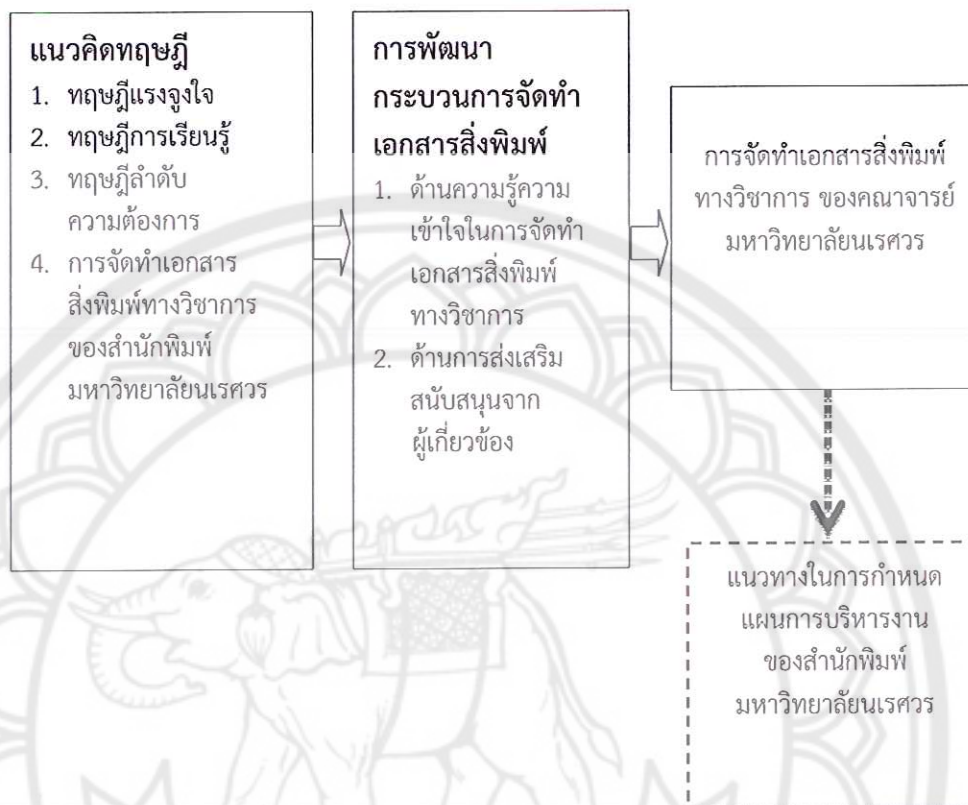 แนวคิดทฤษฎี
1. ทฤษฎีแรงจูงใจ
2. ทฤษฎีการเรียนรู้
3. ทฤษฎีลำดับ
ความต้องการ
4. การจัดทำเอกสาร
สิ่งพิมพ์ทางวิชาการ
ของสำนักพิมพ์
มหาวิทยาลัยนเรศวร
การพัฒนา
กระบวนการจัดทำ
เอกสารสิ่งพิมพ์
1. ด้านความรู้ความ
เข้าใจในการจัดทำ
เอกสารสิ่งพิมพ์
ทางวิชาการ
2. ด้านการส่งเสริม
สนับสนุนจาก
ผู้เกี่ยวข้อง
การจัดทำเอกสารสิ่งพิมพ์
ทางวิชาการ ของคณาจารย์
มหาวิทยาลัยนเรศวร
แนวทางในการกำหนด
แผนการบริหารงาน
ของสำนักพิมพ์
มหาวิทยาลัยนเรศวร